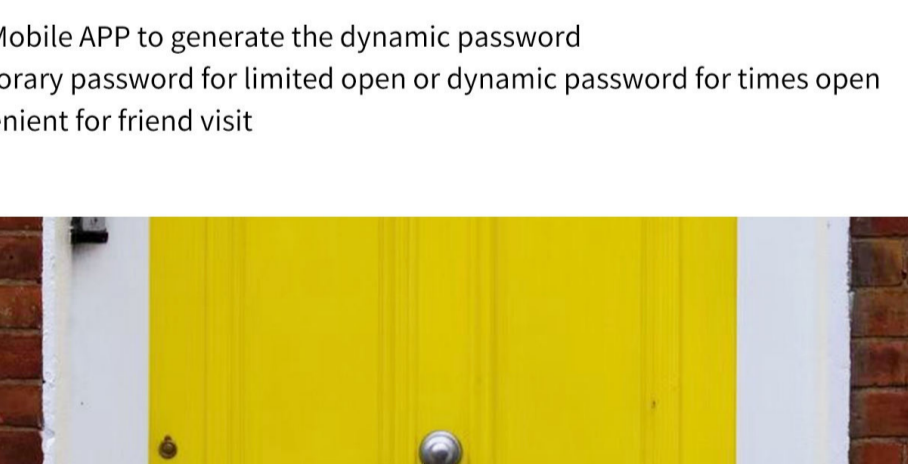 Mobile APP to generate the dynamic password
orary password for limited open or dynamic password for times open
nient for friend visit